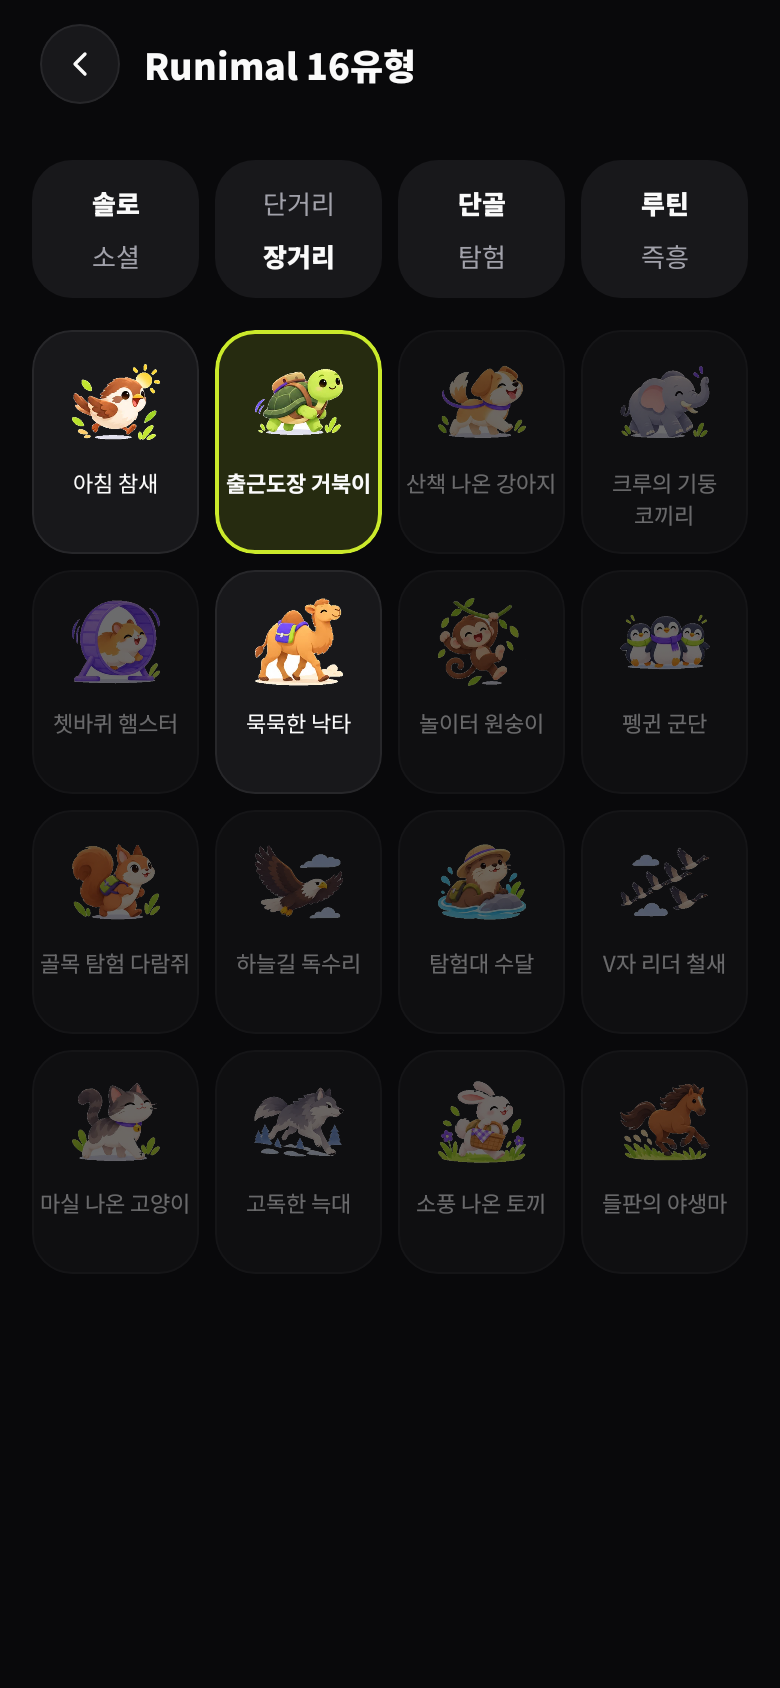 Runimal 16유형
솔로
소셜
단거리
장거리
단골
탐험
루틴
즉흥
아침 참새
출근도장 거북이
산책 나온 강아지
크루의 기둥
코끼리
쳇바퀴 햄스터
묵묵한 낙타
놀이터 원숭이
펭귄 군단
골목 탐험 다람쥐
하늘길 독수리
탐험대 수달
V자 리더 철새
마실 나온 고양이
고독한 늑대
소풍 나온 토끼
들판의 야생마